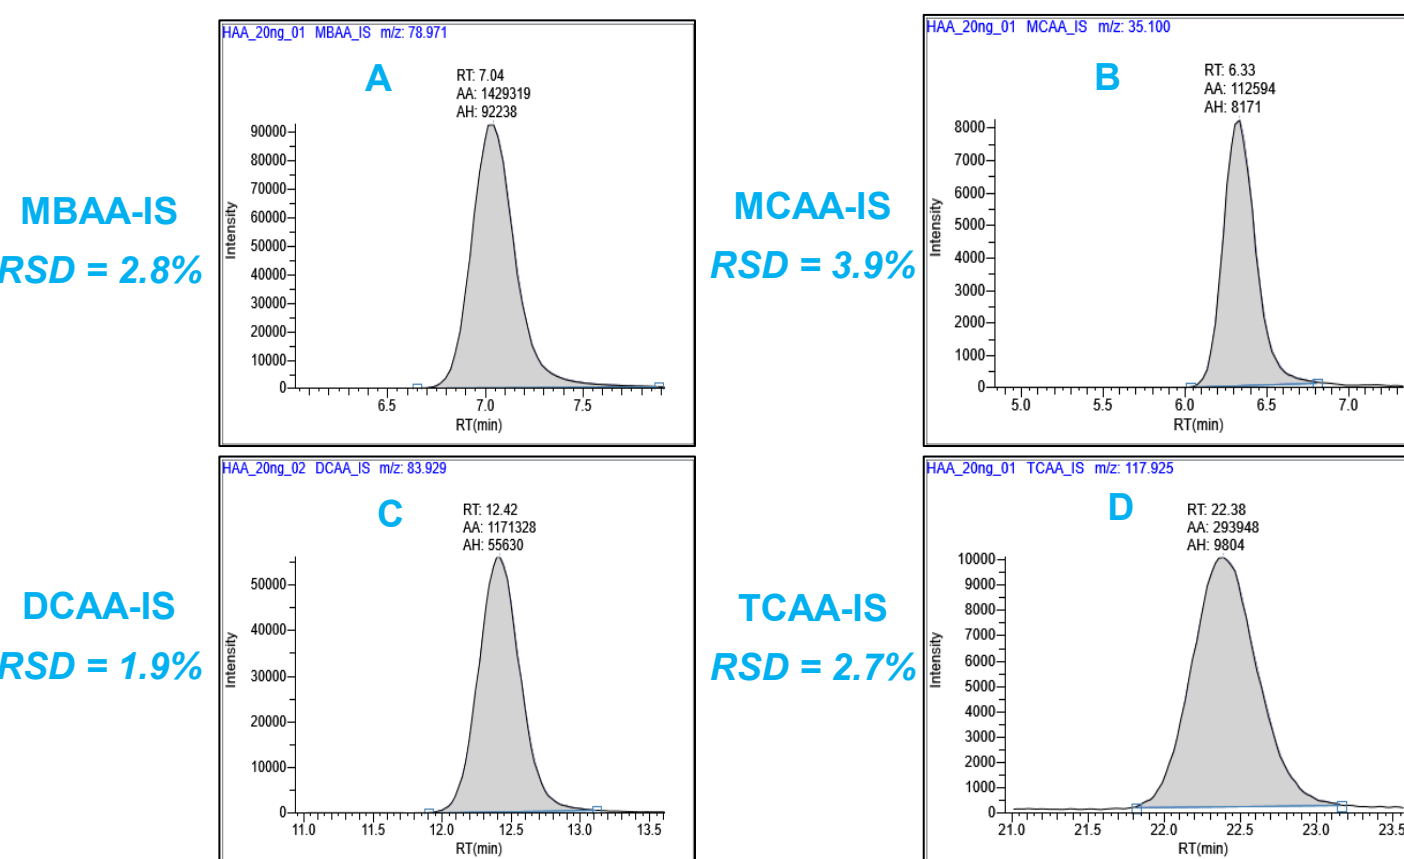 MBAA-IS
RSD = 2.8%
HAA_20ng_01 MBAA_IS m/z: 78.971
A
RT: 7.04
AA: 1429319
AH: 92238
Intensity
90000
80000
70000
60000
50000
40000
30000
20000
10000
0
6.5 7.0 7.5
RT(min)
MCAA-IS
RSD = 3.9%
HAA_20ng_01 MCAA_IS m/z: 35.100
B
RT: 6.33
AA: 112594
AH: 8171
Intensity
8000
7000
6000
5000
4000
3000
2000
1000
0
5.0 5.5 6.0 6.5 7.0
RT(min)
DCAA-IS
RSD = 1.9%
HAA_20ng_02 DCAA_IS m/z: 83.929
C
RT: 12.42
AA: 1171328
AH: 55630
Intensity
50000
40000
30000
20000
10000
0
11.0 11.5 12.0 12.5 13.0 13.5
RT(min)
TCAA-IS
RSD = 2.7%
HAA_20ng_01 TCAA_IS m/z: 117.925
D
RT: 22.38
AA: 293948
AH: 9804
Intensity
10000
9000
8000
7000
6000
5000
4000
3000
2000
1000
0
21.0 21.5 22.0 22.5 23.0 23.5
RT(min)